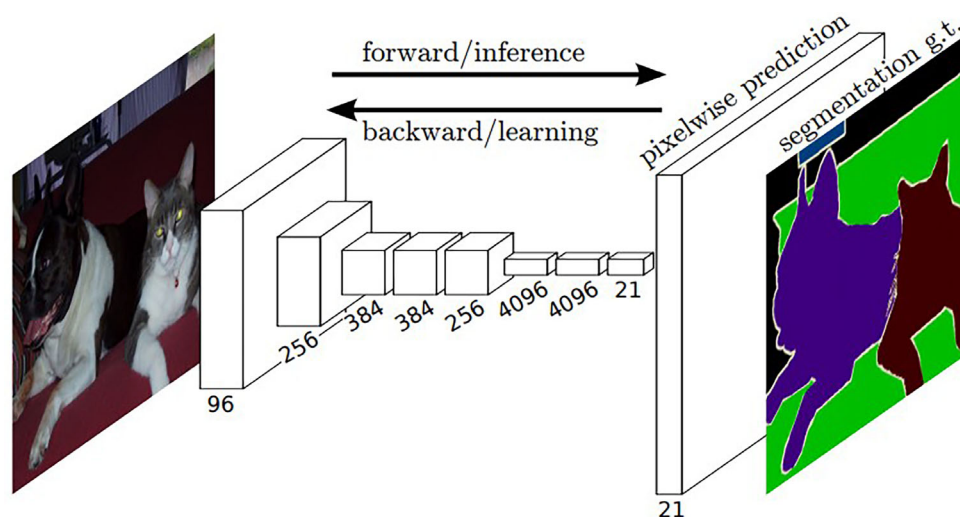 forward/inference
backward/learning
pixelwise prediction
segmentation g.t.
96
256
384
384
256
4096
4096
21
21